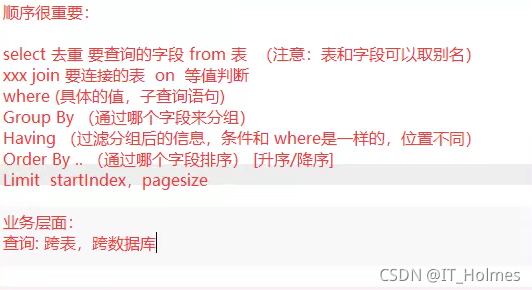 顺序很重要：
select 去重 要查询的字段 from 表 （注意：表和字段可以取别名）
xxx join 要连接的表 on 等值判断
where (具体的值，子查询语句)
Group By （通过哪个字段来分组）
Having （过滤分组后的信息，条件和 where是一样的，位置不同）
Order By .. （通过哪个字段排序） [升序/降序]
Limit startIndex，pagesize
业务层面：
查询: 跨表，跨数据库
CSDN @IT_Holmes